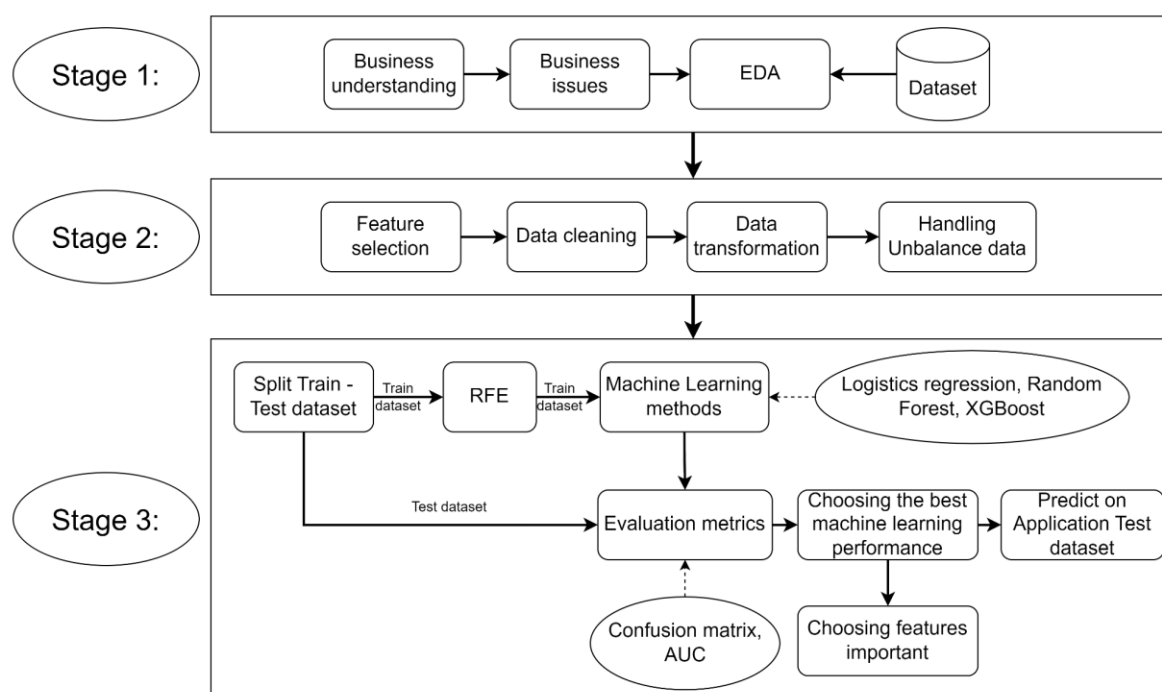 Stage 1:
Business
understanding
Business
issues
EDA
Dataset
Stage 2:
Feature
selection
Data cleaning
Data
transformation
Handling
Unbalance data
Stage 3:
Split Train -
Test dataset
Train
dataset
RFE
Train
dataset
Machine Learning
methods
Logistics regression, Random
Forest, XGBoost
Test dataset
Evaluation metrics
Choosing the best
machine learning
performance
Predict on
Application Test
dataset
Confusion matrix,
AUC
Choosing features
important